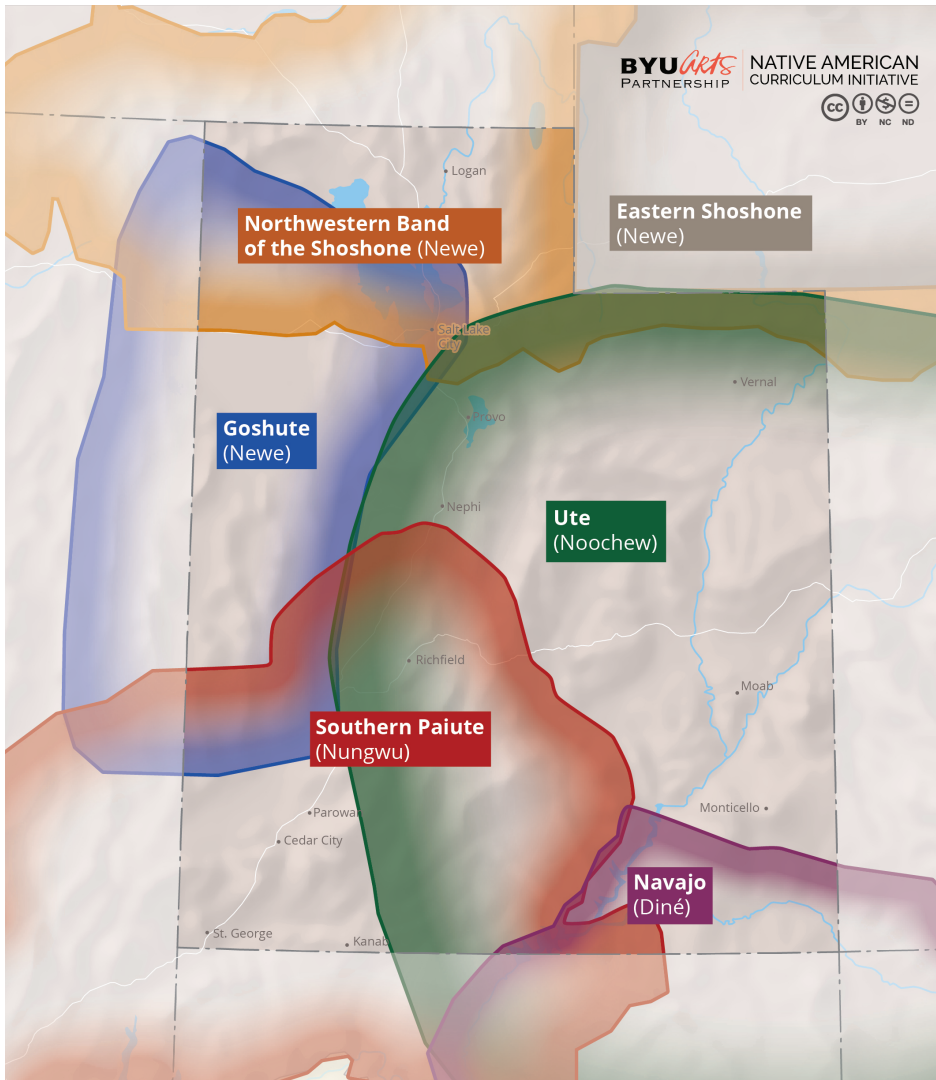 BYU arts
PARTNERSHIP
NATIVE AMERICAN
CURRICULUM INITIATIVE
cc
BY NC ND
Logan
Northwestern Band
of the Shoshone (Newe)
Eastern Shoshone
(Newe)
Salt Lake
City
Vernal
Provo
Goshute
(Newe)
Nephi
Ute
(Noochew)
Richfield
Moab
Southern Paiute
(Nungwu)
Monticello
Parowan
Cedar City
Navajo
(Diné)
St. George
Kanab